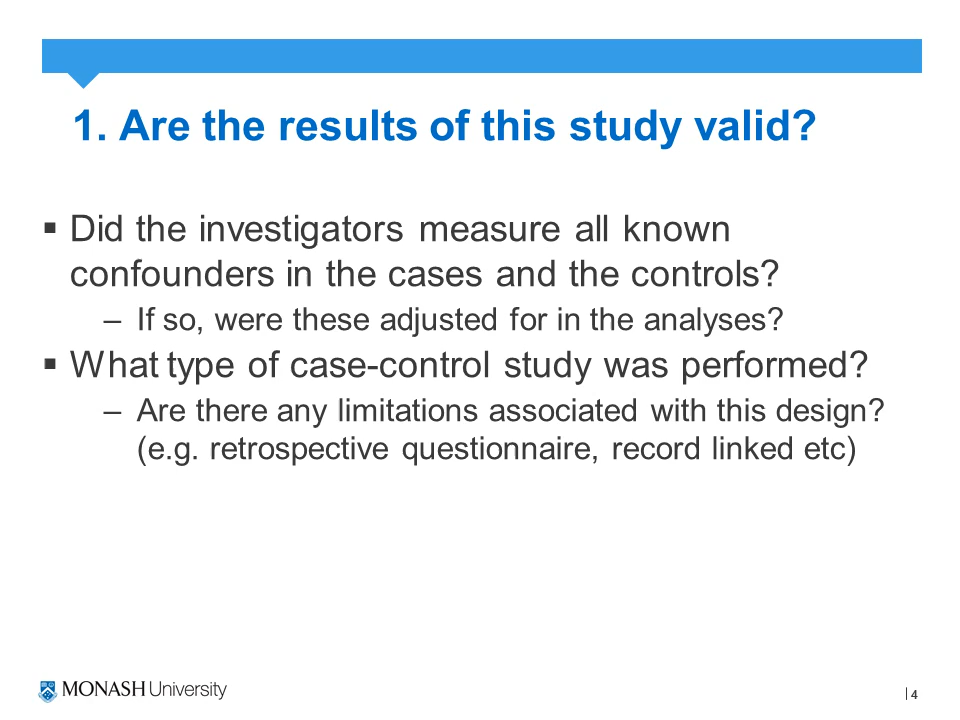 1. Are the results of this study valid?
▪ Did the investigators measure all known
confounders in the cases and the controls?
– If so, were these adjusted for in the analyses?
▪ What type of case-control study was performed?
– Are there any limitations associated with this design?
(e.g. retrospective questionnaire, record linked etc)
MONASH University
| 4